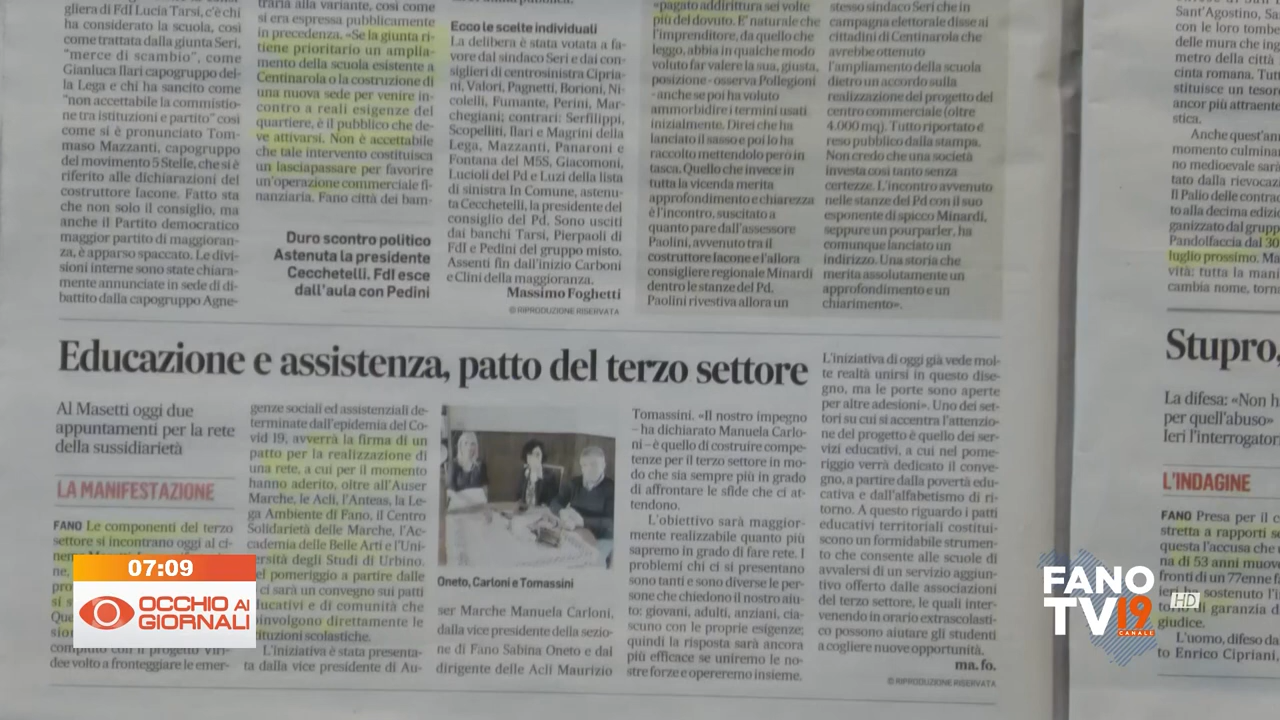 gliera di FdI Lucia Tarsi, c'è chi
ha considerato la scuola, così
come trattata dalla giunta Seri,
"merce di scambio", come
Gianluca Ilari capogruppo del-
la Lega e chi ha sancito come
"non accettabile la commistio-
ne tra istituzioni e partito" così
come si è pronunciato Tom-
maso Mazzanti, capogruppo
del movimento 5 Stelle, che si è
riferito alle dichiarazioni del
costruttore Iacone. Fatto sta
che non solo il consiglio, ma
anche il Partito democratico
maggior partito di maggioran-
za, è apparso spaccato. Le divi-
sioni interne sono state chiara-
mente annunciate in sede di di-
battito dalla capogruppo Agne-
traria alla variante, così come
si era espressa pubblicamente
in precedenza. «Se la giunta ri-
tiene prioritario un amplia-
mento della scuola esistente a
Centinarola o la costruzione di
una nuova sede per venire in-
contro a reali esigenze del
quartiere, è il pubblico che de-
ve attivarsi. Non è accettabile
che tale intervento costituisca
un lasciapassare per favorire
un'operazione commerciale fi-
nanziaria. Fano città dei bam-
Duro scontro politico
Astenuta la presidente
Cecchetelli. FdI esce
dall'aula con Pedini
Ecco le scelte individuali
La delibera è stata votata a fa-
vore dal sindaco Seri e dai con-
siglieri di centrosinistra Cipria-
ni, Valori, Pagnetti, Borioni, Ni-
colelli, Fumante, Perini, Mar-
chegiani; contrari: Serfilippi,
Scopelliti, Ilari e Magrini della
Lega, Mazzanti, Panaroni e
Fontana del M5S, Giacomoni,
Lucioli del Pd e Luzi della lista
di sinistra In Comune, astenu-
ta Cecchetelli, la presidente del
consiglio del Pd, Sono usciti
dai banchi Tarsi, Pierpaoli di
FdI e Pedini del gruppo misto.
Assenti fin dall'inizio Carboni
e Clini della maggioranza.
Massimo Foghetti
© RIPRODUZIONE RISERVATA
«pagato addirittura sei volte
più del dovuto. E' naturale che
l'imprenditore, da quello che
leggo, abbia in qualche modo
voluto far valere la sua, giusta,
posizione - osserva Pollegioni
- anche se poi ha voluto
ammorbidire i termini usati
inizialmente. Direi che ha
lanciato il sasso e poi lo ha
raccolto mettendolo però in
tasca. Quello che invece in
tutta la vicenda merita
approfondimento e chiarezza
è l'incontro, suscitato a
quanto pare dall'assessore
Paolini, avvenuto tra il
costruttore Iacone e l'allora
consigliere regionale Minardi
dentro le stanze del Pd.
Paolini rivestiva allora un
stesso sindaco Seri che in
campagna elettorale disse ai
cittadini di Centinarola che
avrebbe ottenuto
l'ampliamento della scuola
dietro un accordo sulla
realizzazione del progetto del
centro commerciale (oltre
4.000 mq). Tutto riportato e
reso pubblico dalla stampa.
Non credo che una società
investa così tanto senza
certezze. L'incontro avvenuto
nelle stanze del Pd con il suo
esponente di spicco Minardi,
seppure un pourparler, ha
comunque lanciato un
indirizzo. Una storia che
merita assolutamente un
approfondimento e un
chiarimento».
Sant'Agostino, Sa
con le loro tombe
delle mura che ing
metro della città
cinta romana. Tut
stituisce un tesor
ancor più attraent
stica.
Anche quest'an
momento culmina
no medioevale sarà
tato dalla rievocaz
Il Palio delle contrad
to alla decima edizi
ganizzato dal grupp
Pandolfaccia dal 30
luglio prossimo. Ma
vità: tutta la manif
cambia nome, torna
Educazione e assistenza, patto del terzo settore
Al Masetti oggi due
appuntamenti per la rete
della sussidiarietà
LA MANIFESTAZIONE
FANO Le componenti del terzo
settore si incontrano oggi al ci-
dee volto a fronteggiare le emer-
genze sociali ed assistenziali de-
terminate dall'epidemia del Co-
vid 19, avverrà la firma di un
patto per la realizzazione di
una rete, a cui per il momento
hanno aderito, oltre all'Auser
Marche, le Acli, l'Anteas, la Le-
ga Ambiente di Fano, il Centro
Solidarietà delle Marche, l'Ac-
cademia delle Belle Arti e l'Uni-
versità degli Studi di Urbino.
el pomeriggio a partire dalle
ci sarà un convegno sui patti
ucativi e di comunità che
involgono direttamente le
tituzioni scolastiche.
L'iniziativa è stata presenta-
ta dalla vice presidente di Au-
Oneto, Carloni e Tomassini
ser Marche Manuela Carloni,
dalla vice presidente della sezio-
ne di Fano Sabina Oneto e dal
dirigente delle Acli Maurizio
Tomassini. «Il nostro impegno
– ha dichiarato Manuela Carlo-
ni – è quello di costruire compe-
tenze per il terzo settore in mo-
do che sia sempre più in grado
di affrontare le sfide che ci at-
tendono.
L'obiettivo sarà maggior-
mente realizzabile quanto più
sapremo in grado di fare rete. I
problemi chi ci si presentano
sono tanti e sono diverse le per-
sone che chiedono il nostro aiu-
to: giovani, adulti, anziani, cia-
scuno con le proprie esigenze;
quindi la risposta sarà ancora
più efficace se uniremo le no-
stre forze e opereremo insieme.
L'iniziativa di oggi già vede mol-
te realtà unirsi in questo dise-
gno, ma le porte sono aperte
per altre adesioni». Uno dei set-
tori su cui si accentra l'attenzio-
ne del progetto è quello dei ser-
vizi educativi, a cui nel pome-
riggio verrà dedicato il conve-
gno, a partire dalla povertà edu-
cativa e dall'alfabetismo di ri-
torno. A questo riguardo i patti
educativi territoriali costitui-
scono un formidabile strumen-
to che consente alle scuole di
avvalersi di un servizio aggiun-
tivo offerto dalle associazioni
del terzo settore, le quali inter-
venendo in orario extrascolasti-
co possono aiutare gli studenti
a cogliere nuove opportunità.
ma. fo.
© RIPRODUZIONE RISERVATA
Stupro,
La difesa: «Non h
per quell'abuso»
Ieri l'interrogator
L'INDAGINE
FANO Presa per il c
stretta a rapporti se
questa l'accusa che
na di 53 anni muove
fronti di un 77enne
sostenuto l'i
di garanzia di
giudice.
L'uomo, difeso da
to Enrico Cipriani,
07:09
OCCHIO AI
GIORNALI
FANO
TV19
CANALE
HD